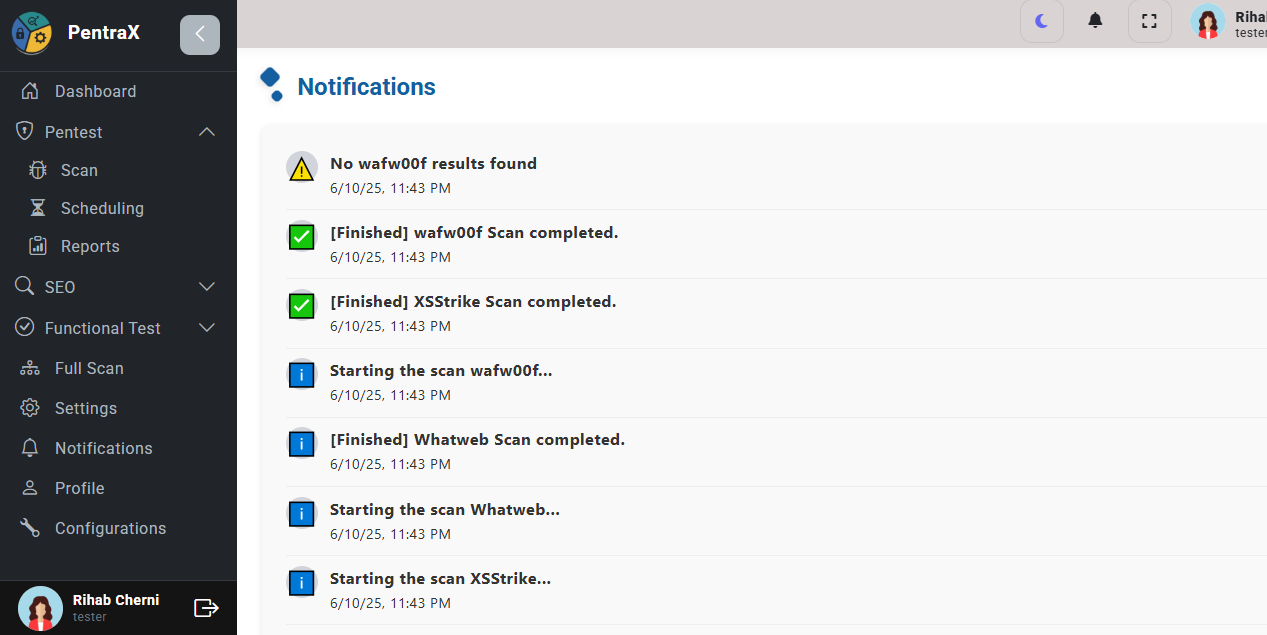 PentraX
Dashboard
Pentest
Scan
Scheduling
Reports
SEO
Functional Test
Full Scan
Settings
Notifications
Profile
Configurations
Rihab Cherni
tester
Riha
tester
Notifications
No wafw00f results found
6/10/25, 11:43 PM
[Finished] wafw00f Scan completed.
6/10/25, 11:43 PM
[Finished] XSStrike Scan completed.
6/10/25, 11:43 PM
Starting the scan wafw00f...
6/10/25, 11:43 PM
[Finished] Whatweb Scan completed.
6/10/25, 11:43 PM
Starting the scan Whatweb...
6/10/25, 11:43 PM
Starting the scan XSStrike...
6/10/25, 11:43 PM